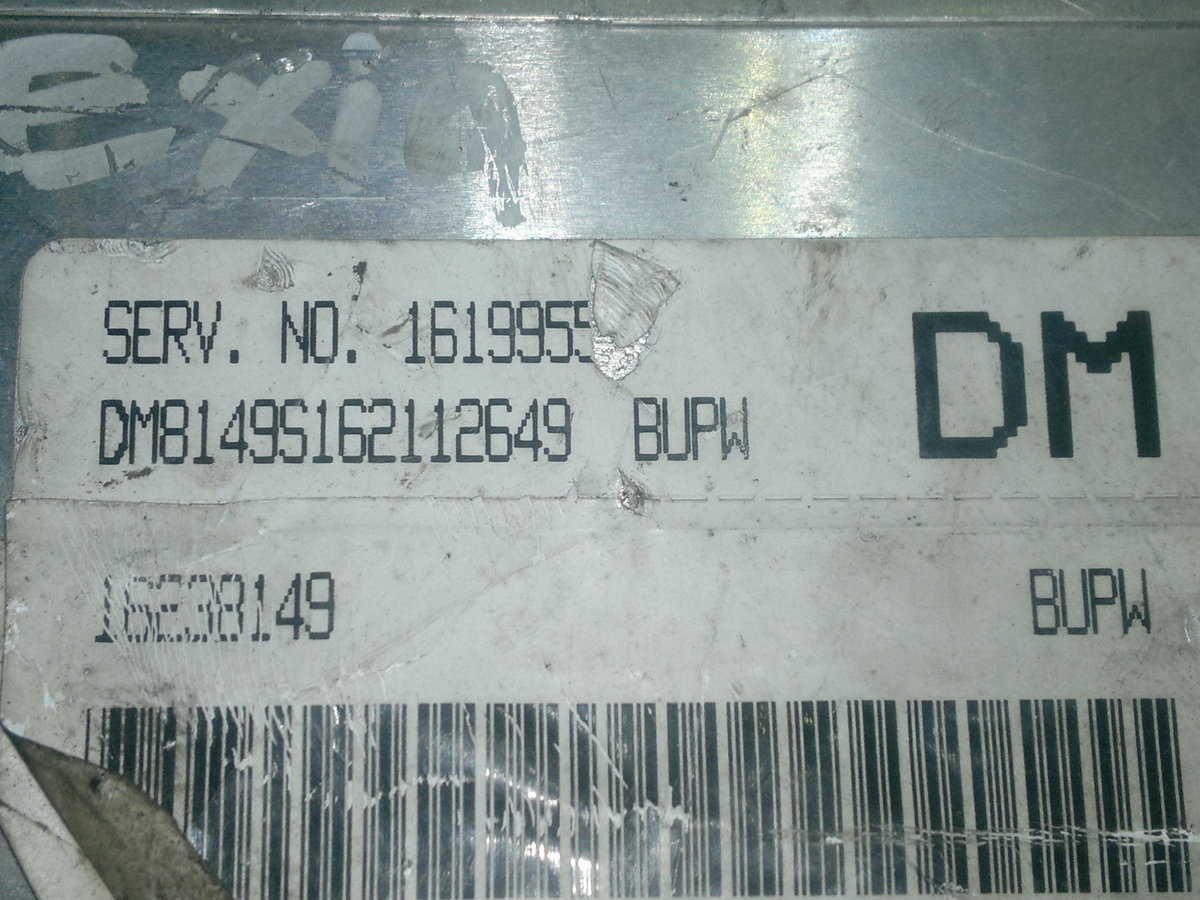 SERV. NO. 1619955
DM
DM8149S162112649 BUPW
16238149 BUPW